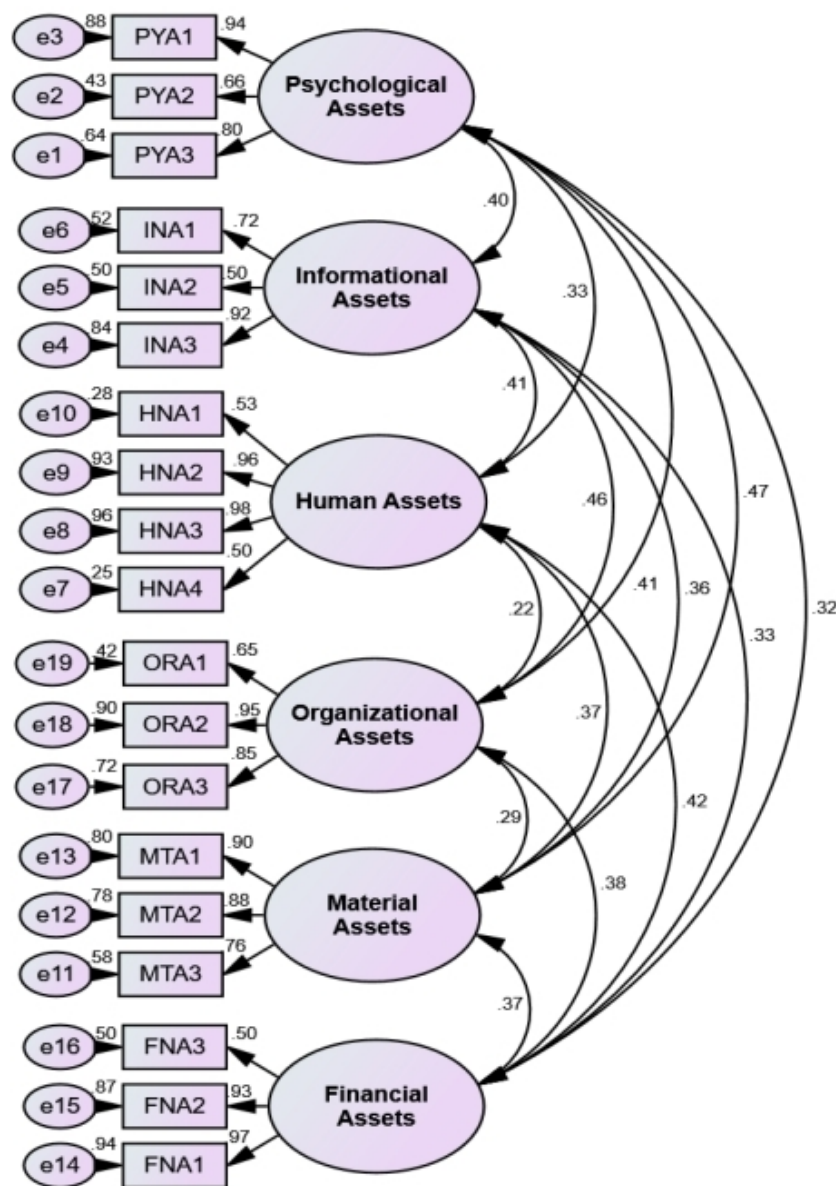 e3 .88 PYA1 .94
e2 .43 PYA2 .66
e1 .64 PYA3 .80
Psychological
Assets
.40
e6 .52 INA1 .72
e5 .50 INA2 .50
e4 .84 INA3 .92
Informational
Assets
.33
.41
e10 .28 HNA1 .53
e9 .93 HNA2 .96
e8 .96 HNA3 .98
e7 .25 HNA4 .50
Human Assets
.46
.47
.22
.41
.36
.33
.32
e19 .42 ORA1 .65
e18 .90 ORA2 .95
e17 .72 ORA3 .85
Organizational
Assets
.37
.29
.42
.38
e13 .80 MTA1 .90
e12 .78 MTA2 .88
e11 .58 MTA3 .76
Material
Assets
.37
e16 .50 FNA3 .50
e15 .87 FNA2 .93
e14 .94 FNA1 .97
Financial
Assets